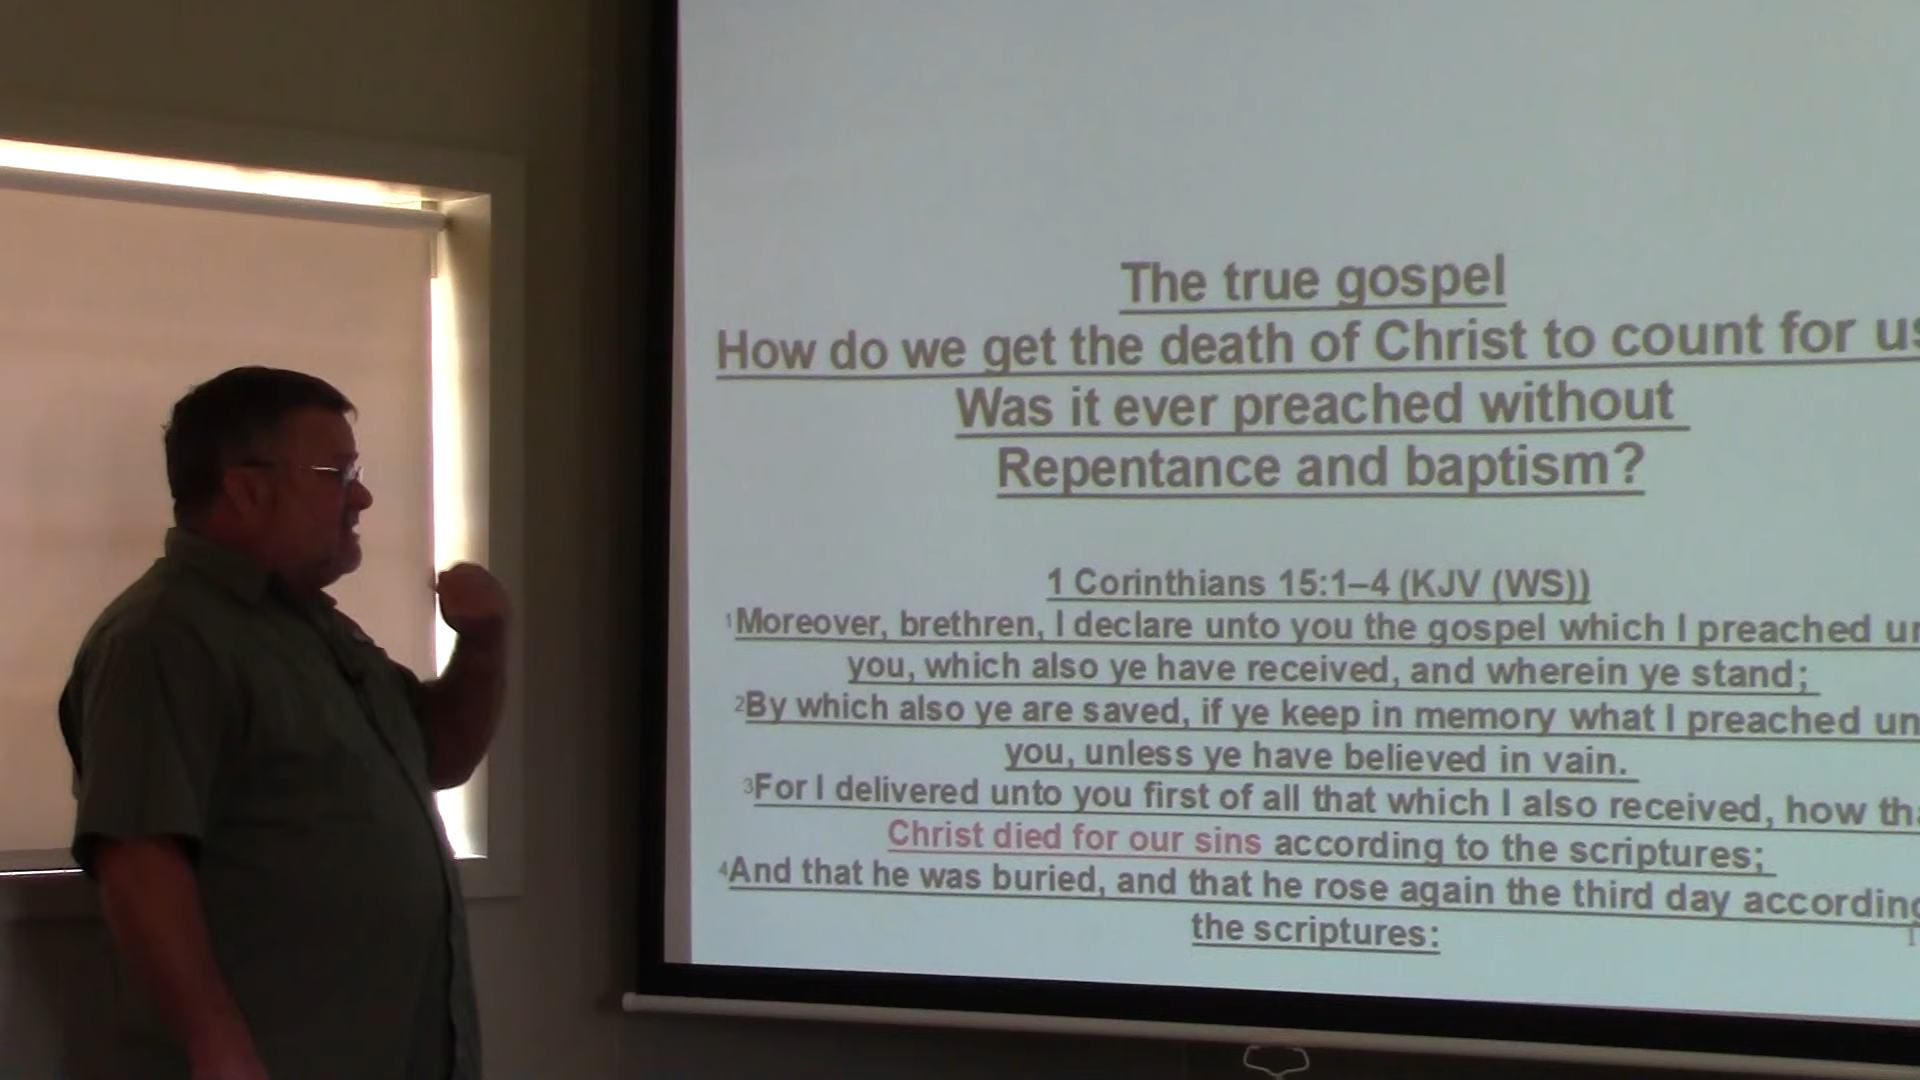 The true gospel
How do we get the death of Christ to count for us
Was it ever preached without
Repentance and baptism?
1 Corinthians 15:1–4 (KJV (WS))
1Moreover, brethren, I declare unto you the gospel which I preached un
you, which also ye have received, and wherein ye stand;
2By which also ye are saved, if ye keep in memory what I preached un
you, unless ye have believed in vain.
3For I delivered unto you first of all that which I also received, how tha
Christ died for our sins according to the scriptures;
4And that he was buried, and that he rose again the third day according
the scriptures: